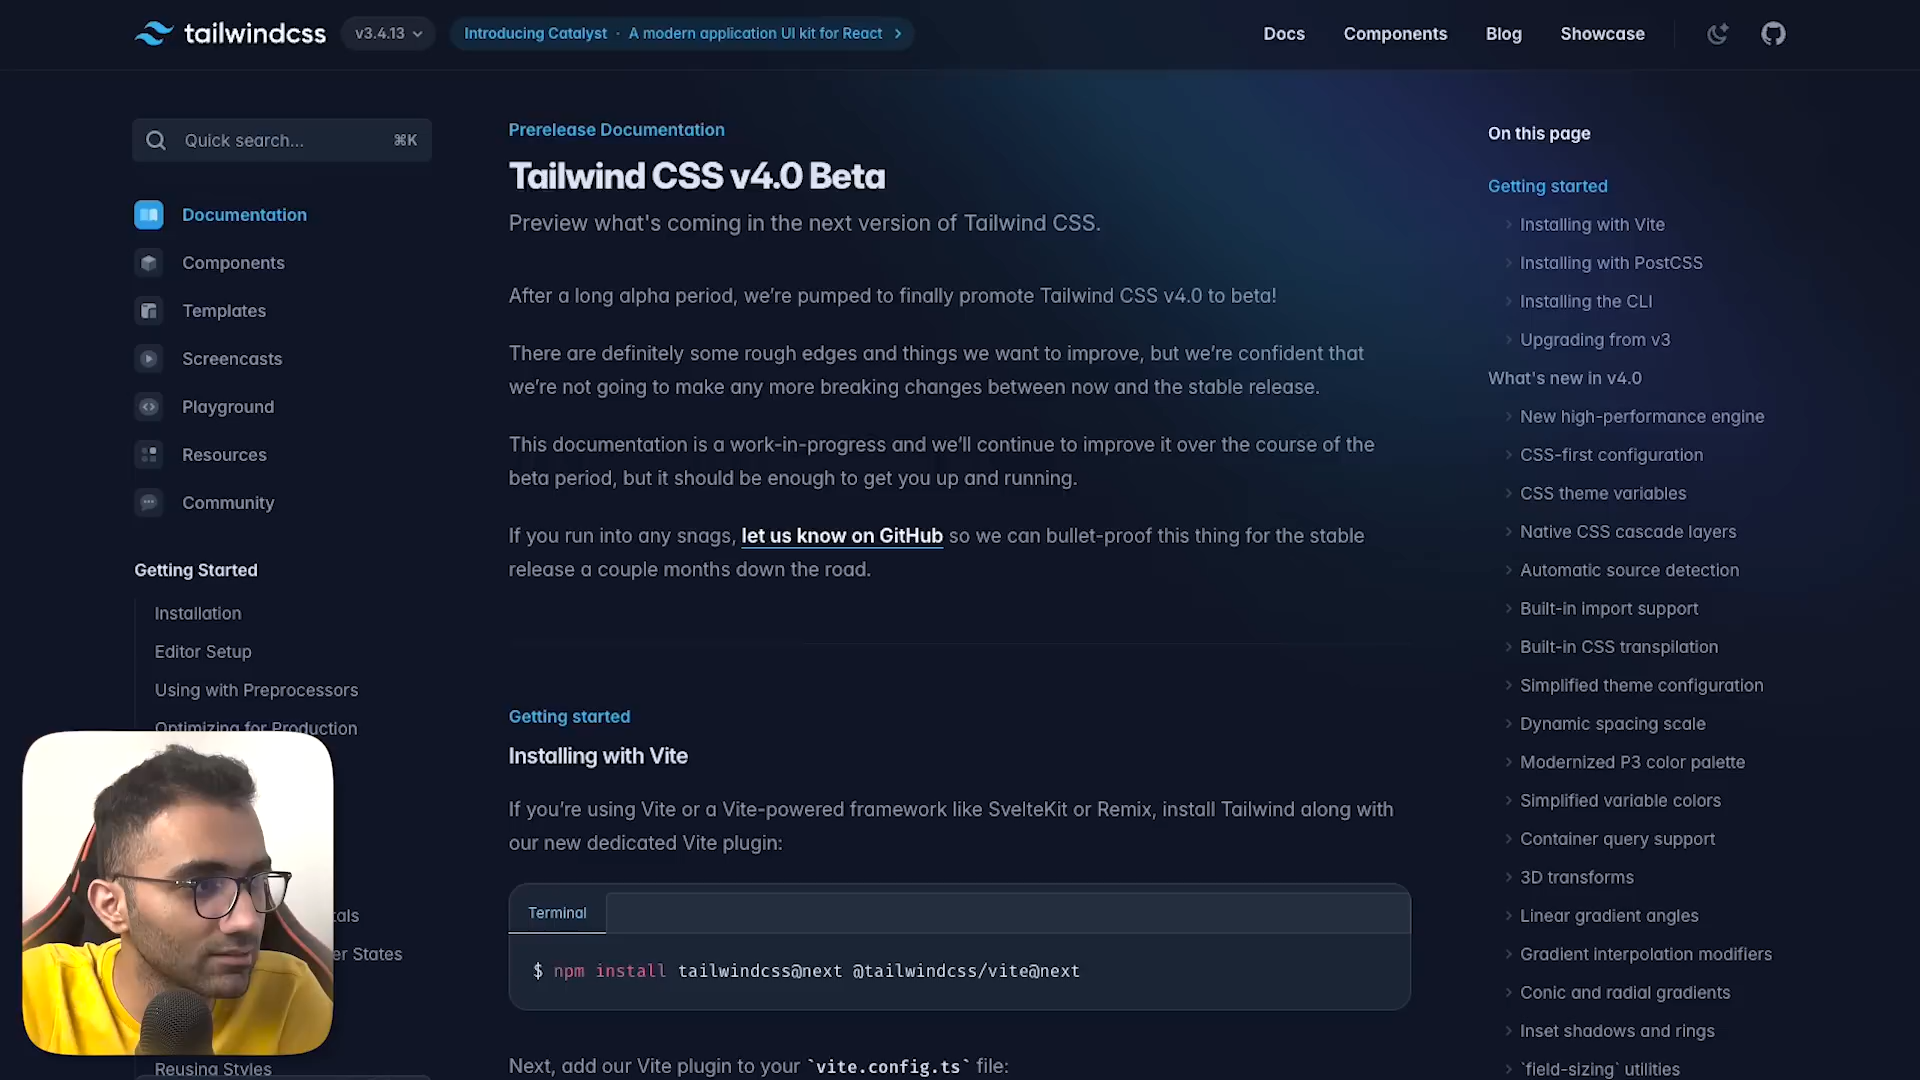 tailwindcss
v3.4.13
Introducing Catalyst · A modern application UI kit for React
Docs
Components
Blog
Showcase
Quick search...
⌘K
Documentation
Components
Templates
Screencasts
Playground
Resources
Community
Getting Started
Installation
Editor Setup
Using with Preprocessors
Optimizing for Production
er States
Reusing Styles
Prerelease Documentation
Tailwind CSS v4.0 Beta
Preview what's coming in the next version of Tailwind CSS.
After a long alpha period, we’re pumped to finally promote Tailwind CSS v4.0 to beta!
There are definitely some rough edges and things we want to improve, but we’re confident that
we’re not going to make any more breaking changes between now and the stable release.
This documentation is a work-in-progress and we’ll continue to improve it over the course of the
beta period, but it should be enough to get you up and running.
If you run into any snags, let us know on GitHub so we can bullet-proof this thing for the stable
release a couple months down the road.
Getting started
Installing with Vite
If you’re using Vite or a Vite-powered framework like SvelteKit or Remix, install Tailwind along with
our new dedicated Vite plugin:
Terminal
$ npm install tailwindcss@next @tailwindcss/vite@next
Next, add our Vite plugin to your `vite.config.ts` file:
On this page
Getting started
Installing with Vite
Installing with PostCSS
Installing the CLI
Upgrading from v3
What's new in v4.0
New high-performance engine
CSS-first configuration
CSS theme variables
Native CSS cascade layers
Automatic source detection
Built-in import support
Built-in CSS transpilation
Simplified theme configuration
Dynamic spacing scale
Modernized P3 color palette
Simplified variable colors
Container query support
3D transforms
Linear gradient angles
Gradient interpolation modifiers
Conic and radial gradients
Inset shadows and rings
`field-sizing` utilities